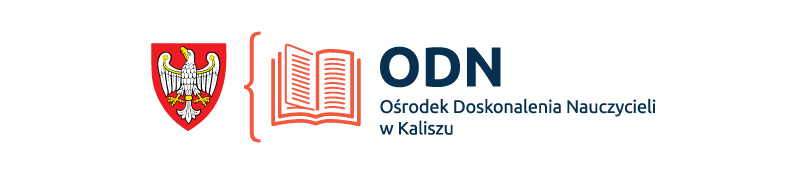 ODN
Ośrodek Doskonalenia Nauczycieli
w Kaliszu